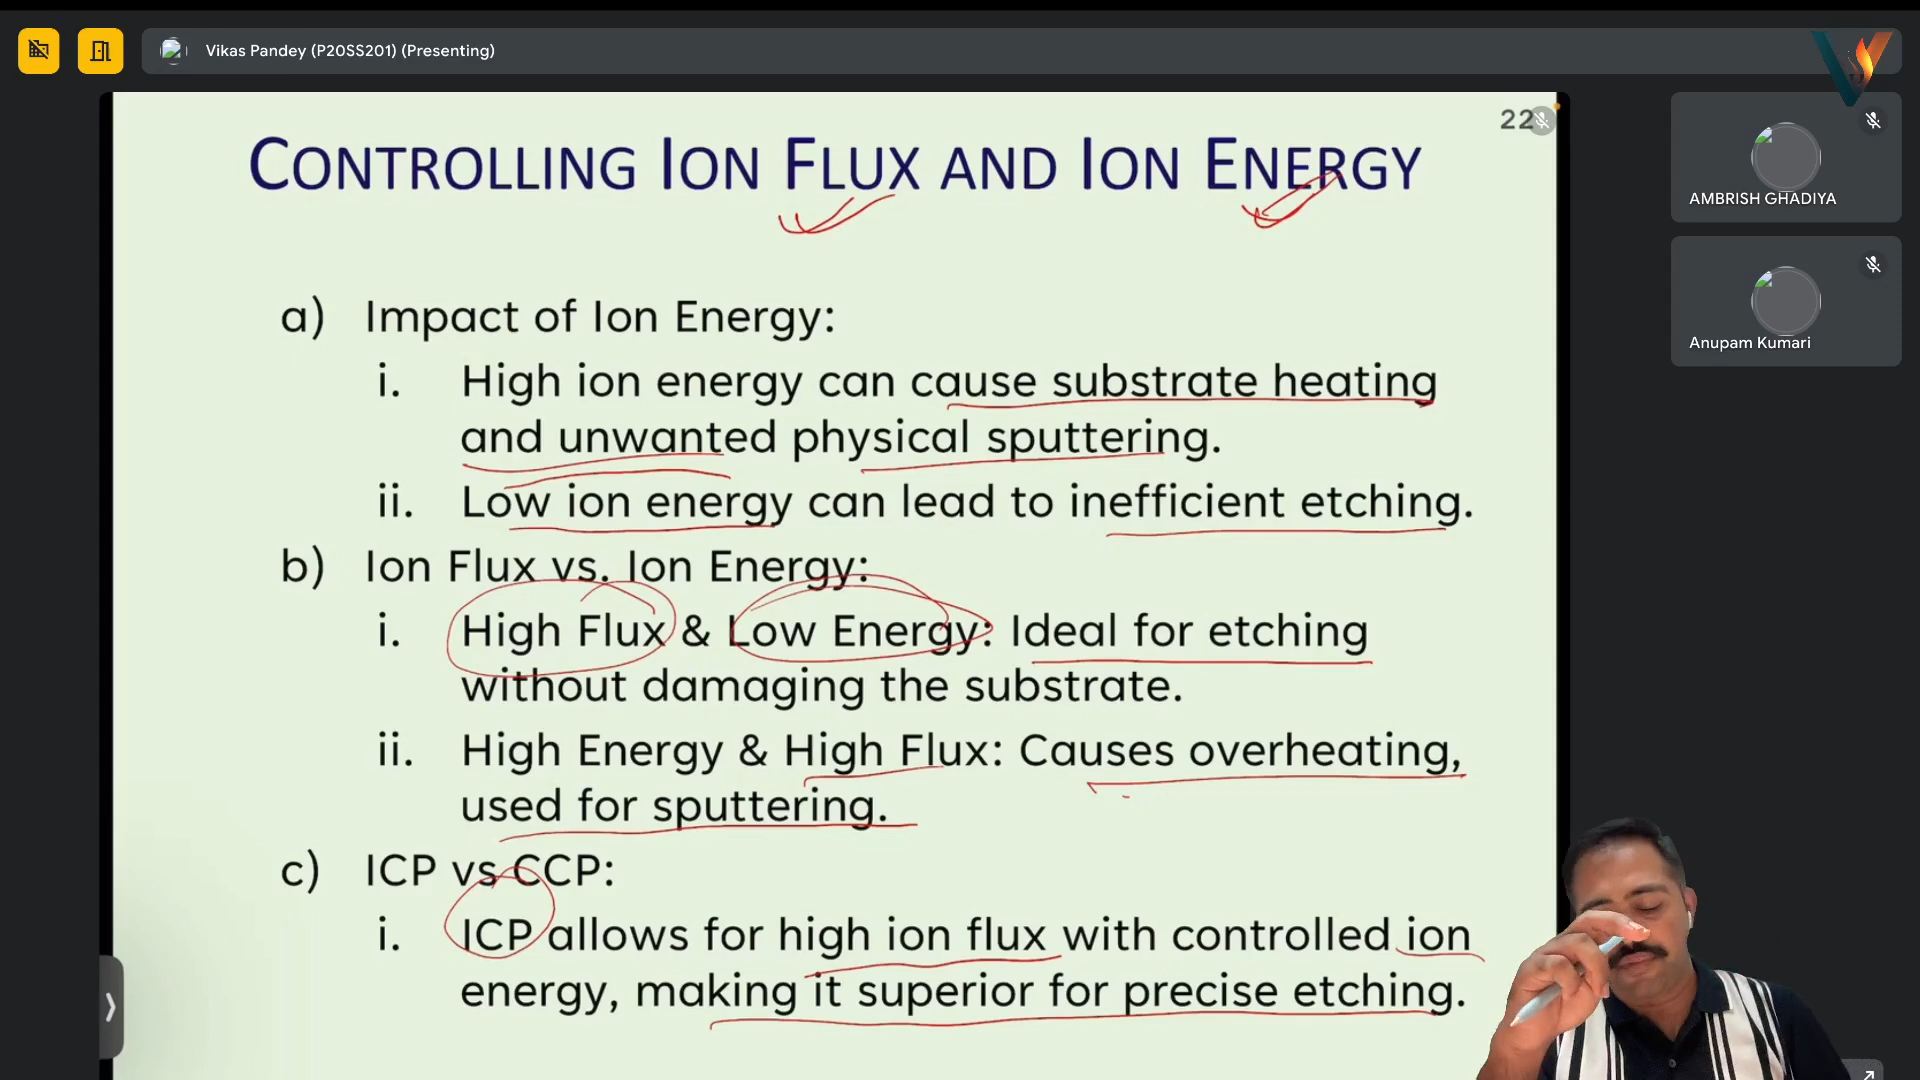 Vikas Pandey (P20SS201) (Presenting)
22
CONTROLLING ION FLUX AND ION ENERGY
a) Impact of Ion Energy:
i. High ion energy can cause substrate heating
and unwanted physical sputtering.
ii. Low ion energy can lead to inefficient etching.
b) Ion Flux vs. Ion Energy:
i. High Flux & Low Energy: Ideal for etching
without damaging the substrate.
ii. High Energy & High Flux: Causes overheating,
used for sputtering.
c) ICP vs CCP:
i. ICP allows for high ion flux with controlled ion
energy, making it superior for precise etching.
AMBRISH GHADIYA
Anupam Kumari